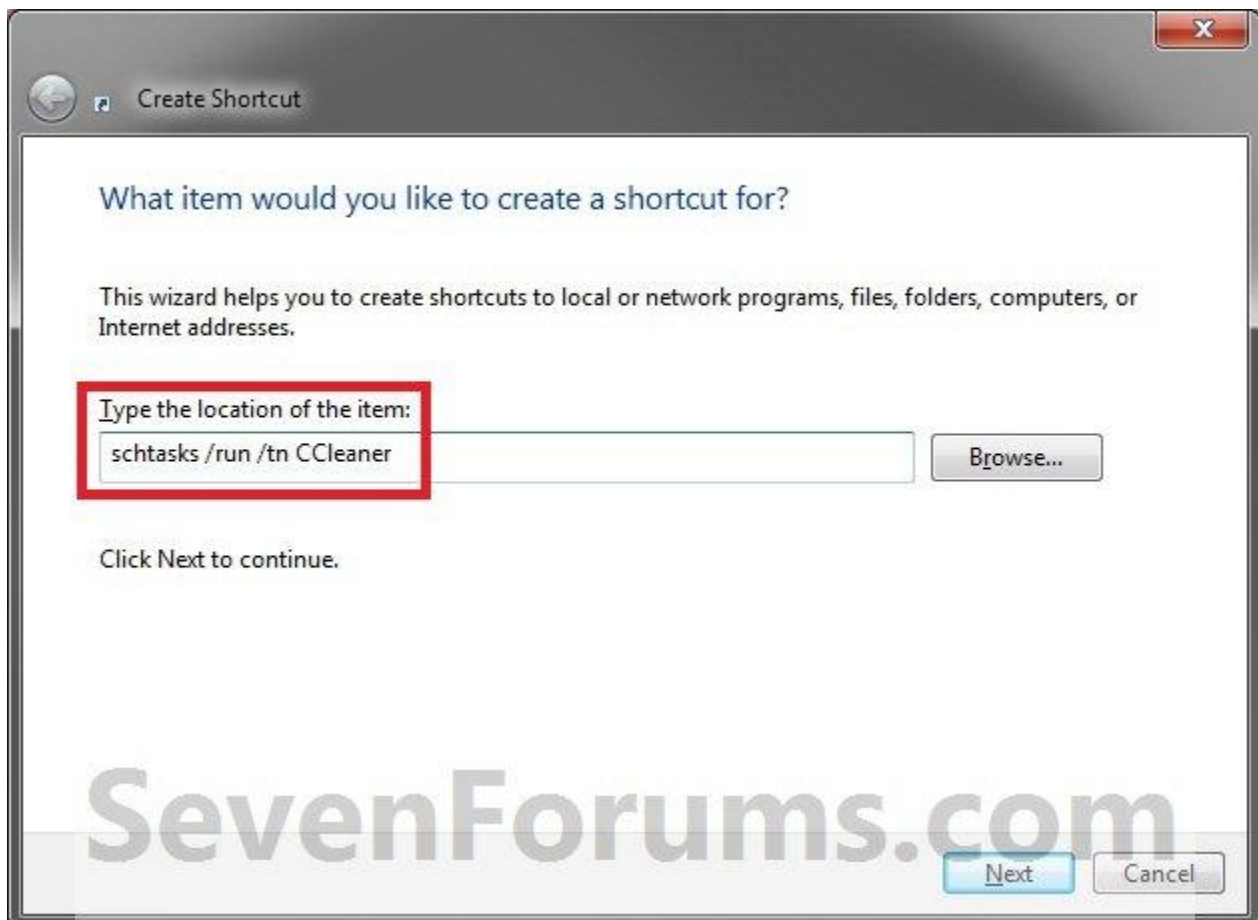 x
Create Shortcut
What item would you like to create a shortcut for?
This wizard helps you to create shortcuts to local or network programs, files, folders, computers, or
Internet addresses.
Type the location of the item:
schtasks /run /tn CCleaner
Browse...
Click Next to continue.
SevenForums.com
Next
Cancel